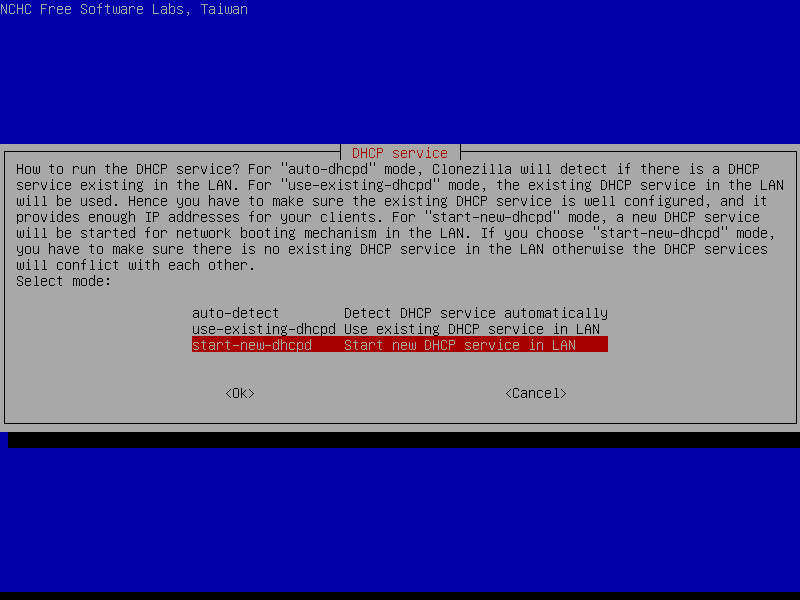 NCHC Free Software Labs, Taiwan
DHCP service
How to run the DHCP service? For "auto-dhcpd" mode, Clonezilla will detect if there is a DHCP
service existing in the LAN. For "use-existing-dhcpd" mode, the existing DHCP service in the LAN
will be used. Hence you have to make sure the existing DHCP service is well configured, and it
provides enough IP addresses for your clients. For "start-new-dhcpd" mode, a new DHCP service
will be started for network booting mechanism in the LAN. If you choose "start-new-dhcpd" mode,
you have to make sure there is no existing DHCP service in the LAN otherwise the DHCP services
will conflict with each other.
Select mode:
auto-detect Detect DHCP service automatically
use-existing-dhcpd Use existing DHCP service in LAN
start-new-dhcpd Start new DHCP service in LAN
<Ok> <Cancel>